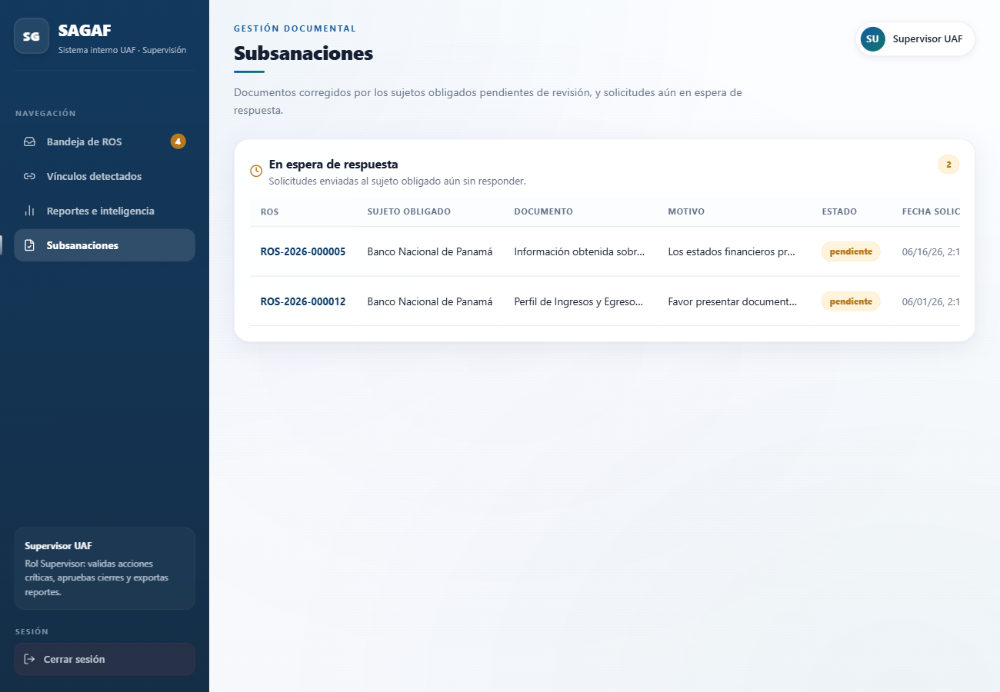 SG
SAGAF
Sistema interno UAF · Supervisión
NAVEGACIÓN
Bandeja de ROS 4
Vínculos detectados
Reportes e inteligencia
Subsanaciones
Supervisor UAF
Rol Supervisor: validas acciones
críticas, apruebas cierres y exportas
reportes.
SESIÓN
Cerrar sesión
GESTIÓN DOCUMENTAL
Subsanaciones
SU Supervisor UAF
Documentos corregidos por los sujetos obligados pendientes de revisión, y solicitudes aún en espera de
respuesta.
En espera de respuesta 2
Solicitudes enviadas al sujeto obligado aún sin responder.
ROS SUJETO OBLIGADO DOCUMENTO MOTIVO ESTADO FECHA SOLIC
ROS-2026-000005 Banco Nacional de Panamá Información obtenida sobr... Los estados financieros pr... pendiente 06/16/26, 2:1
ROS-2026-000012 Banco Nacional de Panamá Perfil de Ingresos y Egreso... Favor presentar document... pendiente 06/01/26, 2:1